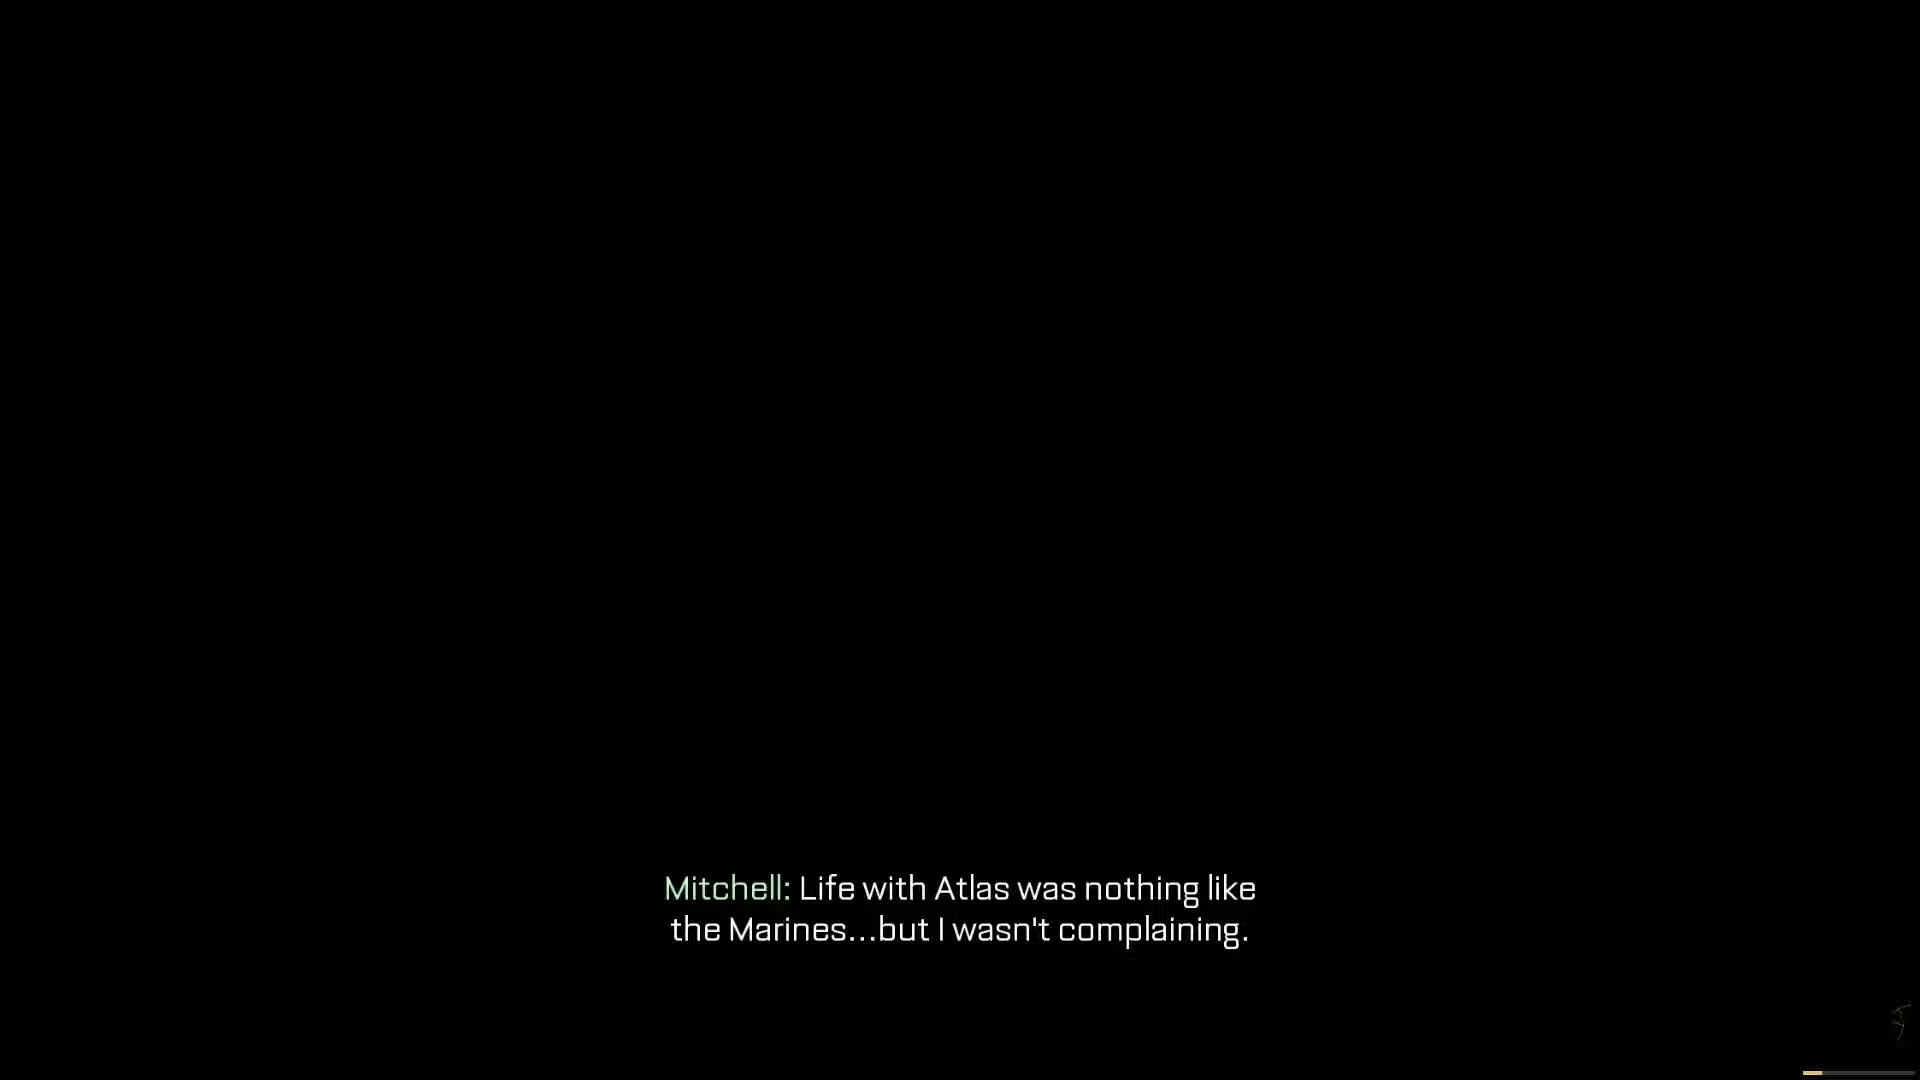 Mitchell: Life with Atlas was nothing like
the Marines...but I wasn't complaining.